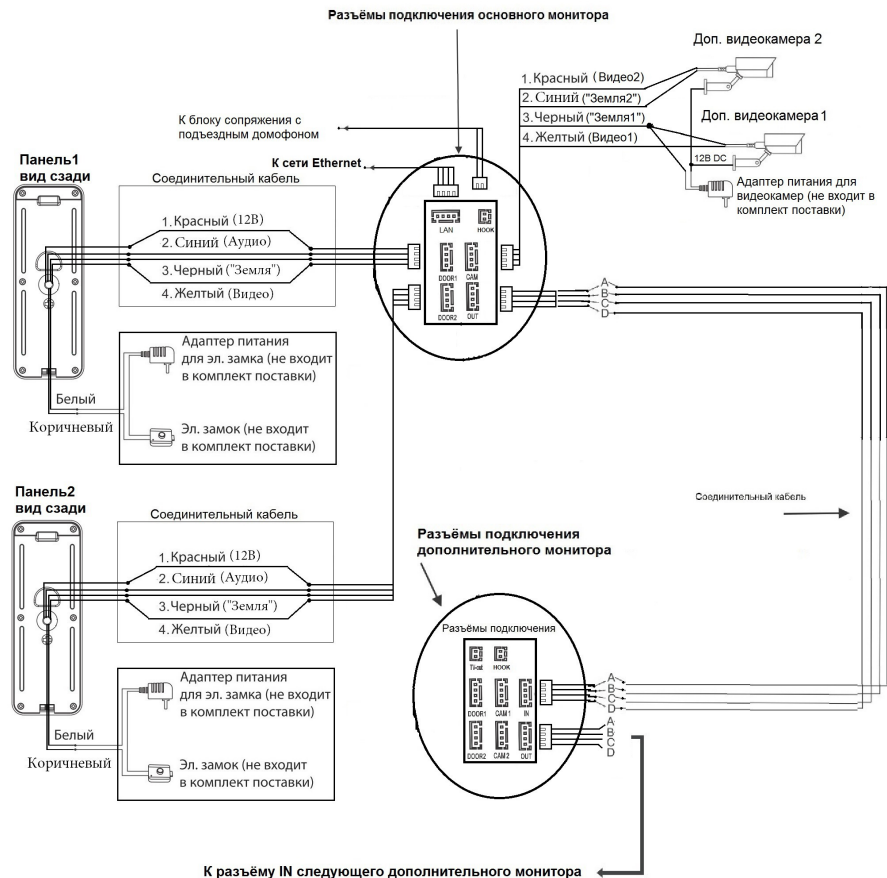 Разъёмы подключения основного монитора
Доп. видеокамера 2
1. Красный (Видео2)
2. Синий ("Земля2")
3. Черный ("Земля1")
4. Желтый (Видео1)
Доп. видеокамера 1
12В DC
Адаптер питания для
видеокамер (не входит в
комплект поставки)
К блоку сопряжения с
подъездным домофоном
К сети Ethernet
Панель1
вид сзади
Соединительный кабель
1. Красный (12В)
2. Синий (Аудио)
3. Черный ("Земля")
4. Желтый (Видео)
LAN
HOOK
DOOR1
CAM
DOOR2
OUT
A
B
C
D
Адаптер питания
для эл. замка (не входит
в комплект поставки)
Белый
Коричневый
Эл. замок (не входит
в комплект поставки)
Панель2
вид сзади
Соединительный кабель
1. Красный (12В)
2. Синий (Аудио)
3. Черный ("Земля")
4. Желтый (Видео)
Соединительный кабель
Разъёмы подключения
дополнительного монитора
Разъёмы подключения
HOOK
DOOR1
CAM 1
IN
DOOR2
CAM 2
OUT
A
B
C
D
A
B
C
D
Адаптер питания
для эл. замка (не входит
в комплект поставки)
Белый
Коричневый
Эл. замок (не входит
в комплект поставки)
К разъёму IN следующего дополнительного монитора